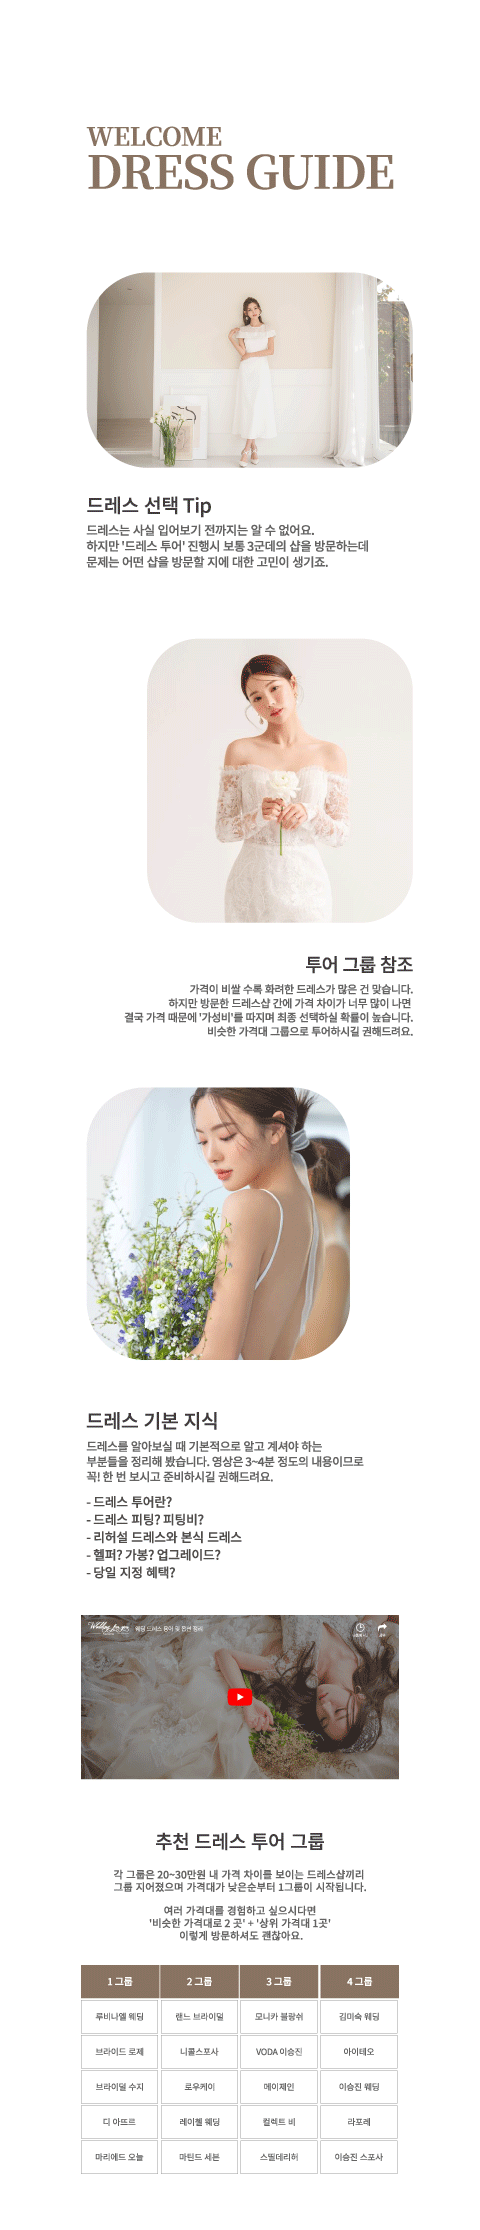 WELCOME
DRESS GUIDE
드레스 선택 Tip
드레스는 사실 입어보기 전까지는 알 수 없어요.
하지만 '드레스 투어' 진행시 보통 3군데의 샵을 방문하는데
문제는 어떤 샵을 방문할 지에 대한 고민이 생기죠.
투어 그룹 참조
가격이 비쌀 수록 화려한 드레스가 많은 건 맞습니다.
하지만 방문한 드레스샵 간에 가격 차이가 너무 많이 나면
결국 가격 때문에 '가성비'를 따지며 최종 선택하실 확률이 높습니다.
비슷한 가격대 그룹으로 투어하시길 권해드려요.
드레스 기본 지식
드레스를 알아보실 때 기본적으로 알고 계셔야 하는
부분들을 정리해 봤습니다. 영상은 3~4분 정도의 내용이므로
꼭! 한 번 보시고 준비하시길 권해드려요.
- 드레스 투어란?
- 드레스 피팅? 피팅비?
- 리허설 드레스와 본식 드레스
- 헬퍼? 가봉? 업그레이드?
- 당일 지정 혜택?
웨딩 드레스 용어 및 동선 정리
추천 드레스 투어 그룹
각 그룹은 20~30만원 내 가격 차이를 보이는 드레스샵끼리
그룹 지어졌으며 가격대가 낮은순부터 1그룹이 시작됩니다.
여러 가격대를 경험하고 싶으시다면
'비슷한 가격대로 2 곳' + '상위 가격대 1곳'
이렇게 방문하셔도 괜찮아요.
1 그룹 2 그룹 3 그룹 4 그룹
루비나엘 웨딩 랜느 브라이덜 모니카 블랑쉬 김미숙 웨딩
브라이드 로제 니콜스포사 VODA 이승진 아이테오
브라이덜 수지 로우케이 메이제인 이승진 웨딩
디 아뜨르 레이첼 웨딩 컬렉트 비 라포레
마리에드 오늘 마틴드 세븐 스띨데리허 이승진 스포사